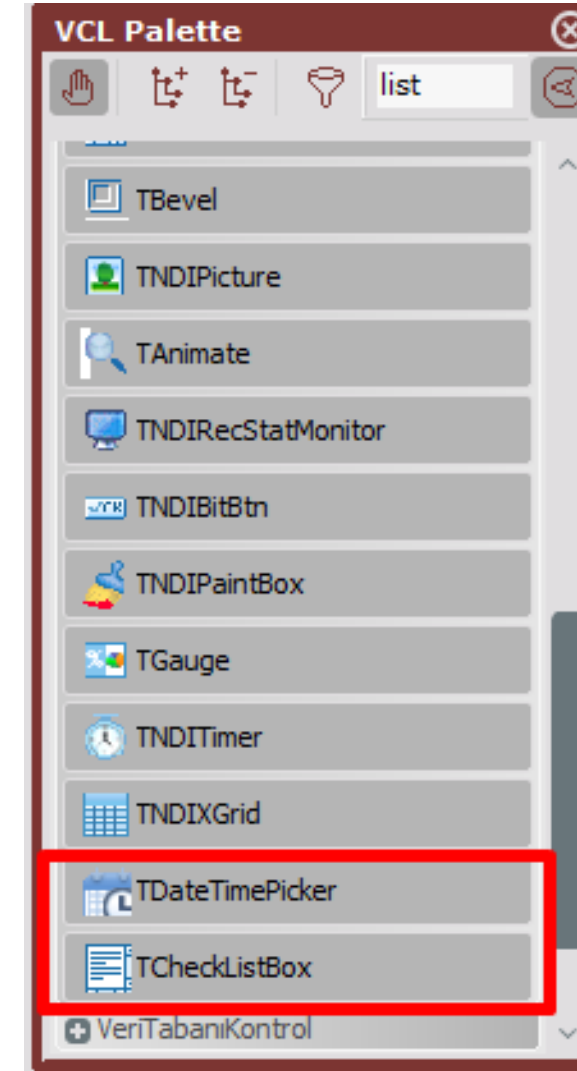 VCL Palette
list
TBevel
TNDIPicture
TAnimate
TNDIRecStatMonitor
TNDIBitBtn
TNDIPaintBox
TGauge
TNDITimer
TNDIXGrid
TDateTimePicker
TCheckListBox
VeriTabanıKontrol